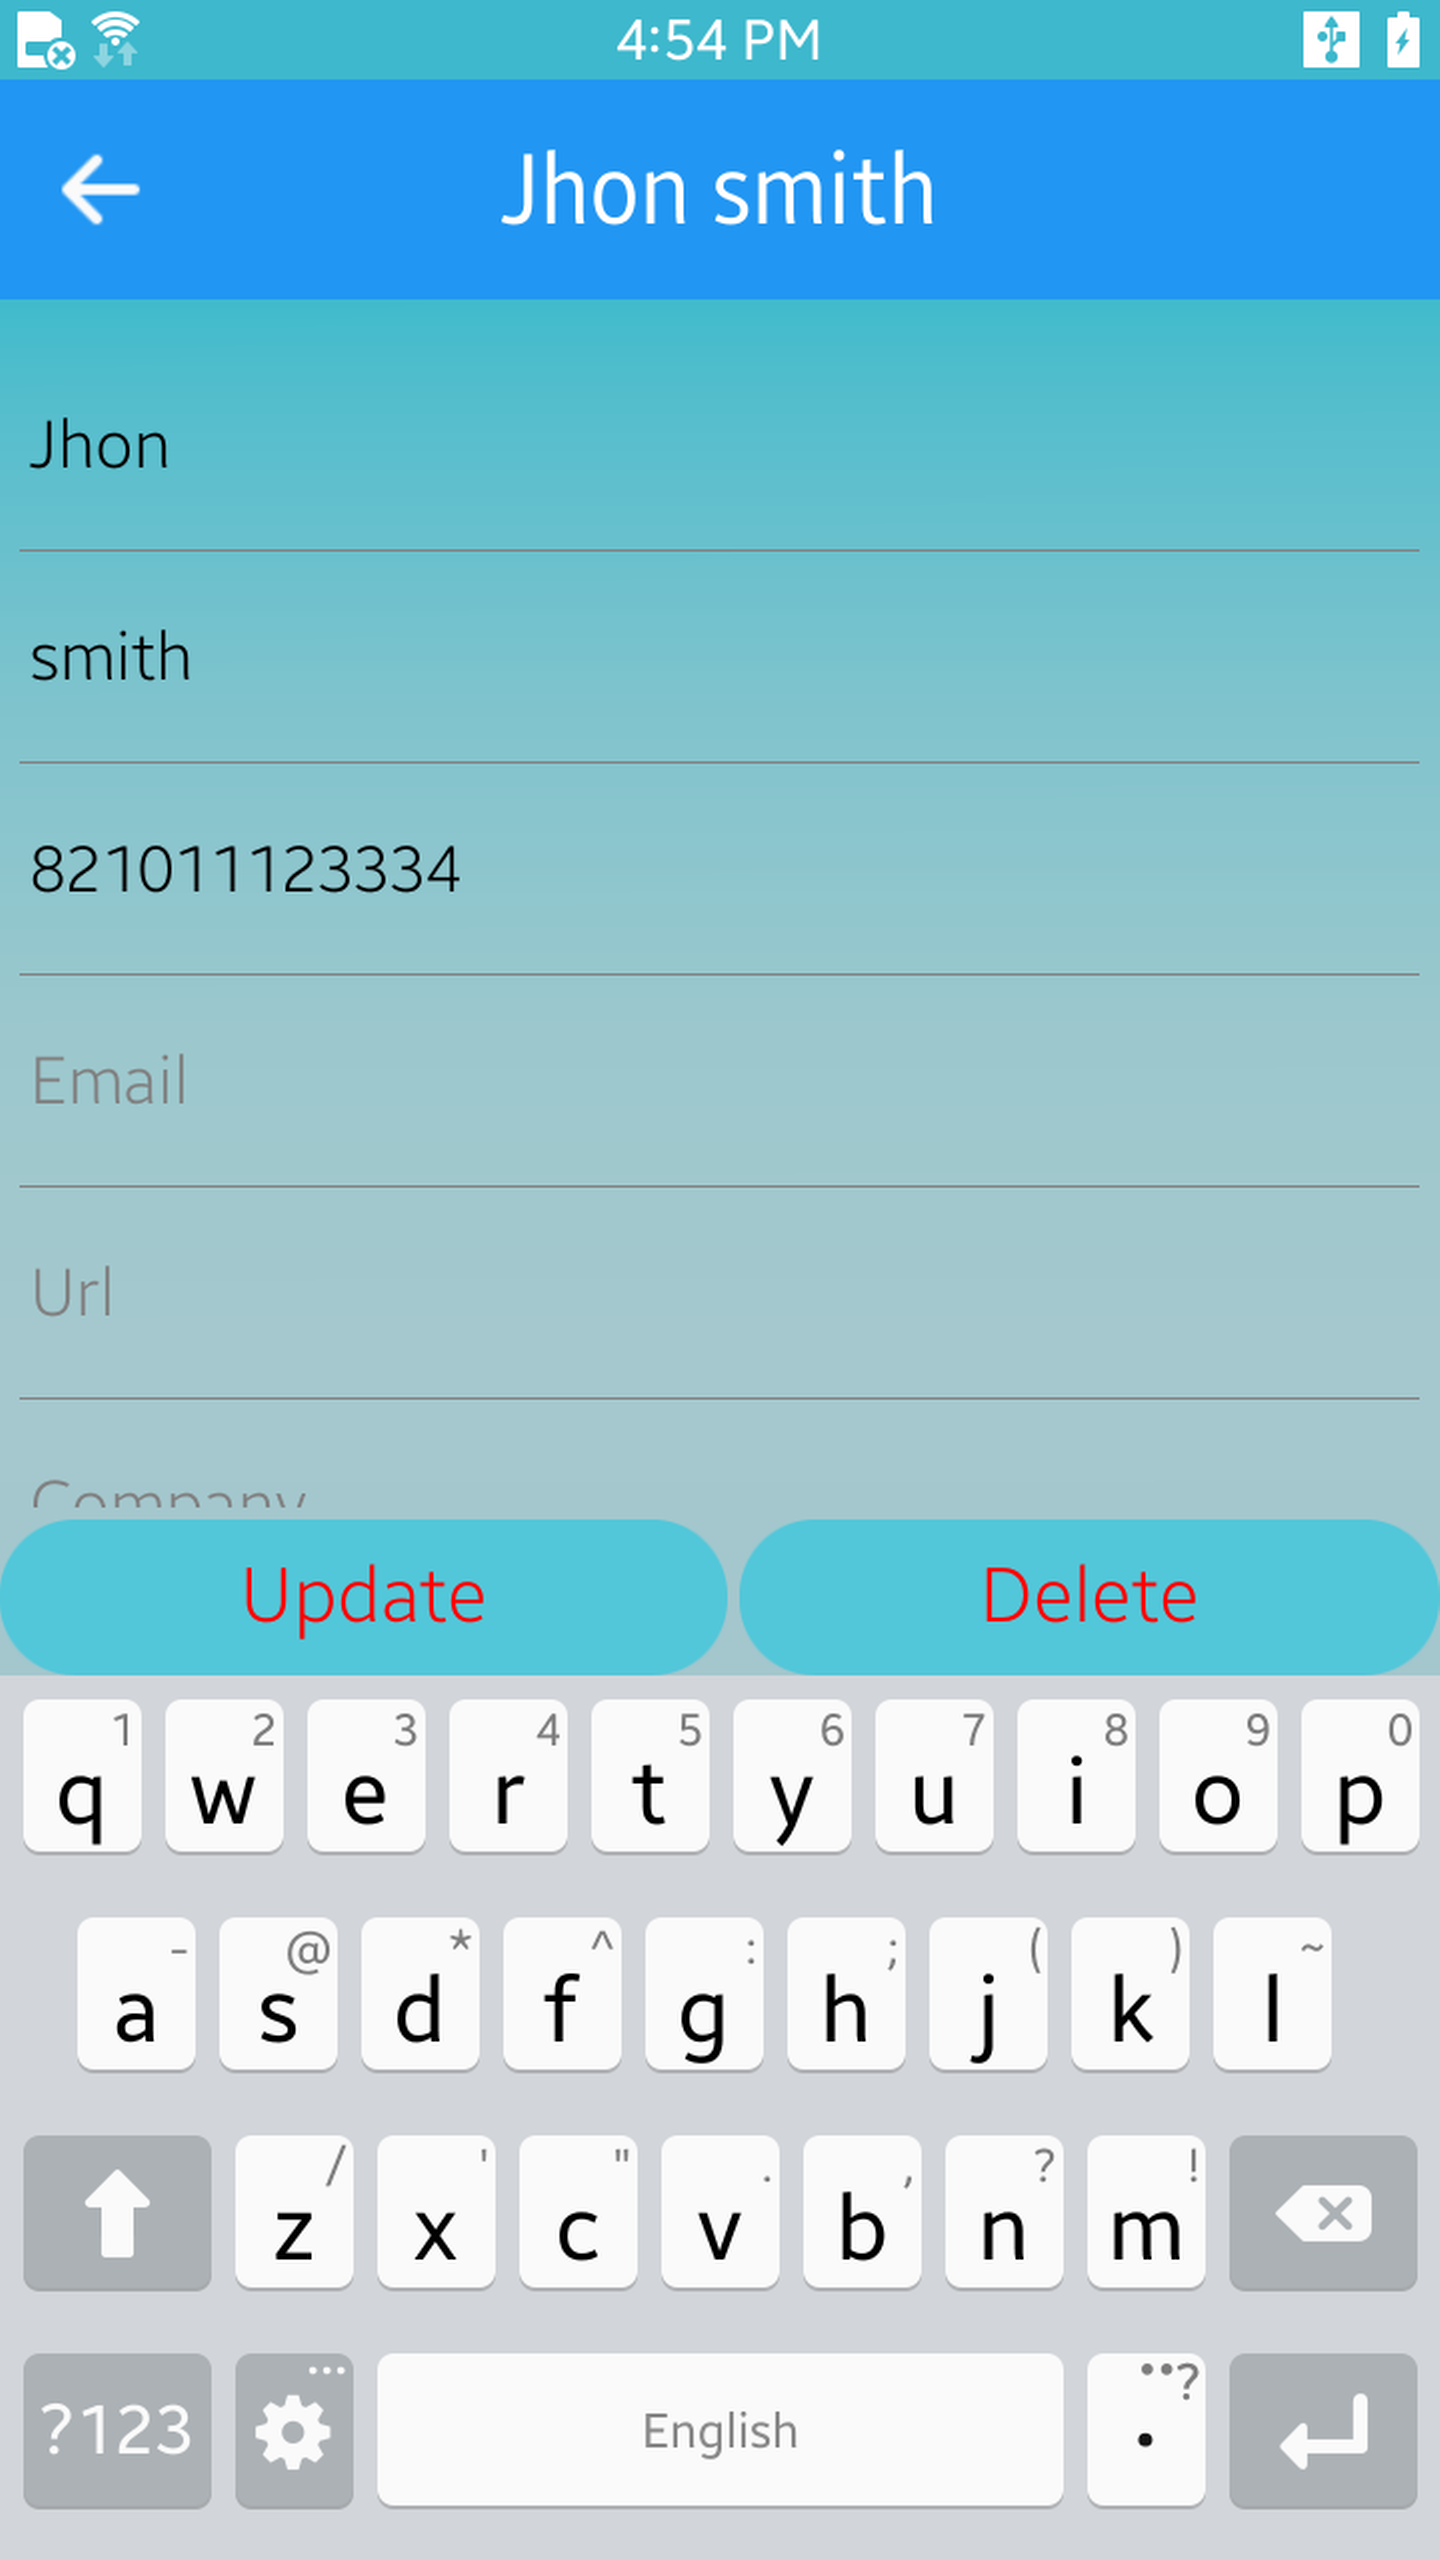 4:54 PM
Jhon smith
Jhon
smith
821011123334
Email
Url
Company
Update Delete
1 2 3 4 5 6 7 8 9 0
q w e r t y u i o p
- @ * ^ : ; ( ) ~
a s d f g h j k l
/ ' " . , ? !
z x c v b n m
?123 ... English . ..?